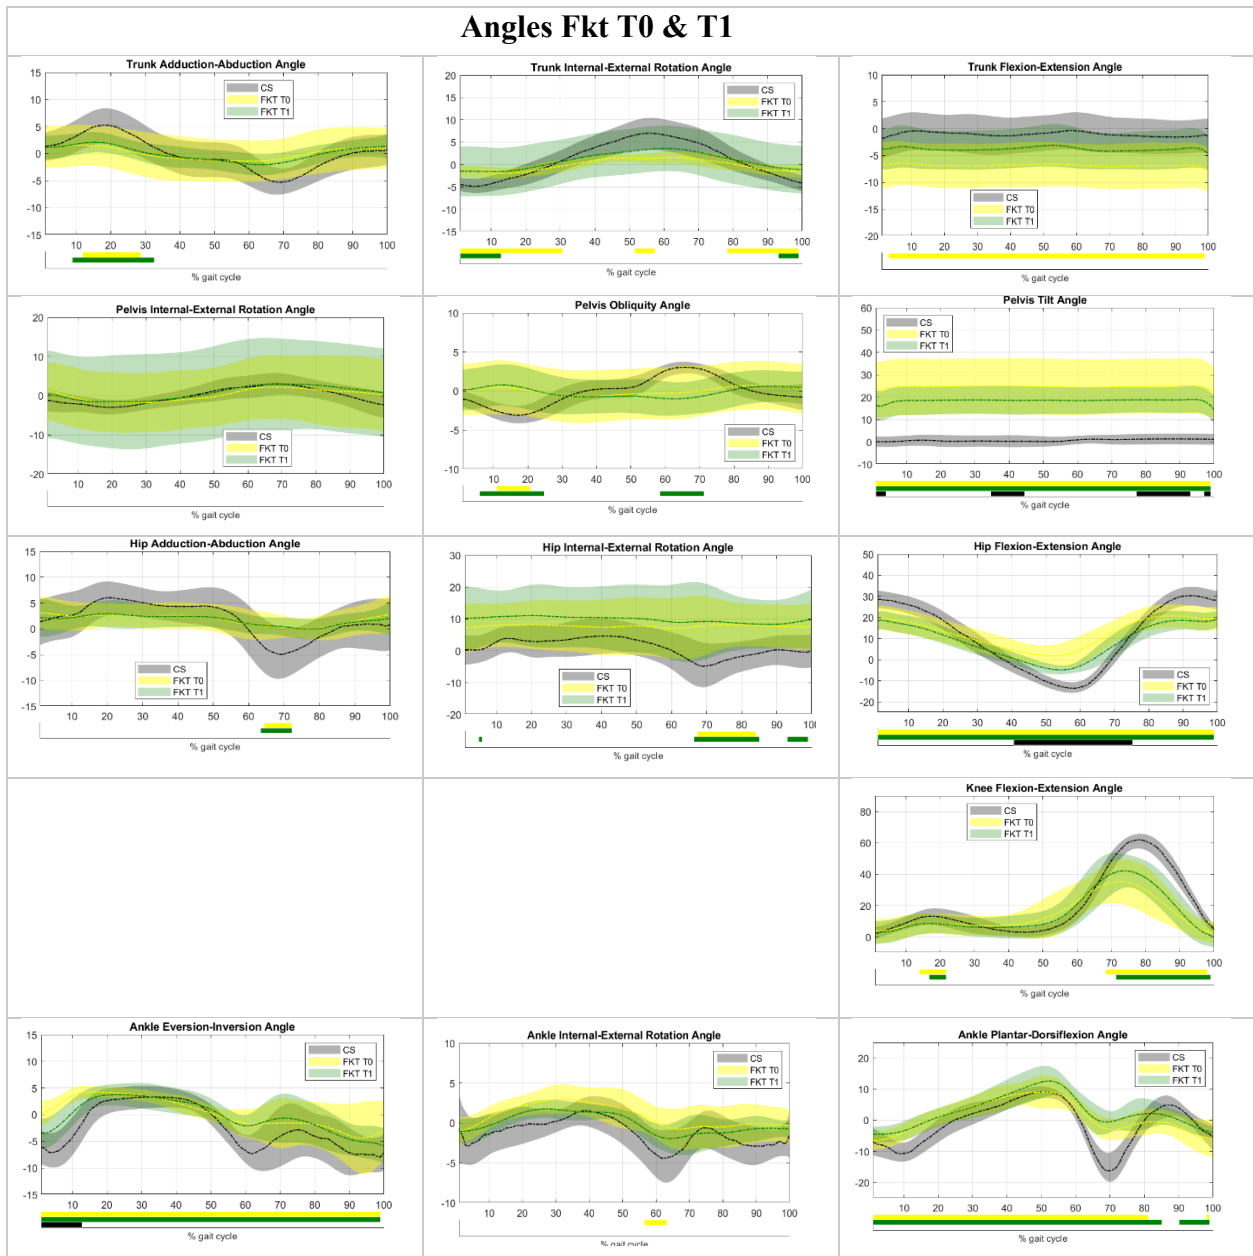 Angles Fkt T0 & T1
Trunk Adduction-Abduction Angle
15
10
5
0
-5
-10
-15
CS
FKT T0
FKT T1
10 20 30 40 50 60 70 80 90 100
% gait cycle
Trunk Internal-External Rotation Angle
20
15
10
5
0
-5
-10
-15
CS
FKT T0
FKT T1
10 20 30 40 50 60 70 80 90 100
% gait cycle
Trunk Flexion-Extension Angle
10
5
0
-5
-10
-15
-20
CS
FKT T0
FKT T1
10 20 30 40 50 60 70 80 90 100
% gait cycle
Pelvis Internal-External Rotation Angle
20
10
0
-10
-20
CS
FKT T0
FKT T1
10 20 30 40 50 60 70 80 90 100
% gait cycle
Pelvis Obliquity Angle
10
5
0
-5
-10
CS
FKT T0
FKT T1
10 20 30 40 50 60 70 80 90 100
% gait cycle
Pelvis Tilt Angle
60
50
40
30
20
10
0
-10
CS
FKT T0
FKT T1
10 20 30 40 50 60 70 80 90 100
% gait cycle
Hip Adduction-Abduction Angle
15
10
5
0
-5
-10
-15
CS
FKT T0
FKT T1
10 20 30 40 50 60 70 80 90 100
% gait cycle
Hip Internal-External Rotation Angle
30
20
10
0
-10
-20
CS
FKT T0
FKT T1
10 20 30 40 50 60 70 80 90 100
% gait cycle
Hip Flexion-Extension Angle
50
40
30
20
10
0
-10
-20
CS
FKT T0
FKT T1
10 20 30 40 50 60 70 80 90 100
% gait cycle
Knee Flexion-Extension Angle
80
60
40
20
0
CS
FKT T0
FKT T1
10 20 30 40 50 60 70 80 90 100
% gait cycle
Ankle Eversion-Inversion Angle
15
10
5
0
-5
-10
-15
CS
FKT T0
FKT T1
10 20 30 40 50 60 70 80 90 100
% gait cycle
Ankle Internal-External Rotation Angle
10
5
0
-5
-10
CS
FKT T0
FKT T1
10 20 30 40 50 60 70 80 90 100
% gait cycle
Ankle Plantar-Dorsiflexion Angle
20
10
0
-10
-20
CS
FKT T0
FKT T1
10 20 30 40 50 60 70 80 90 100
% gait cycle